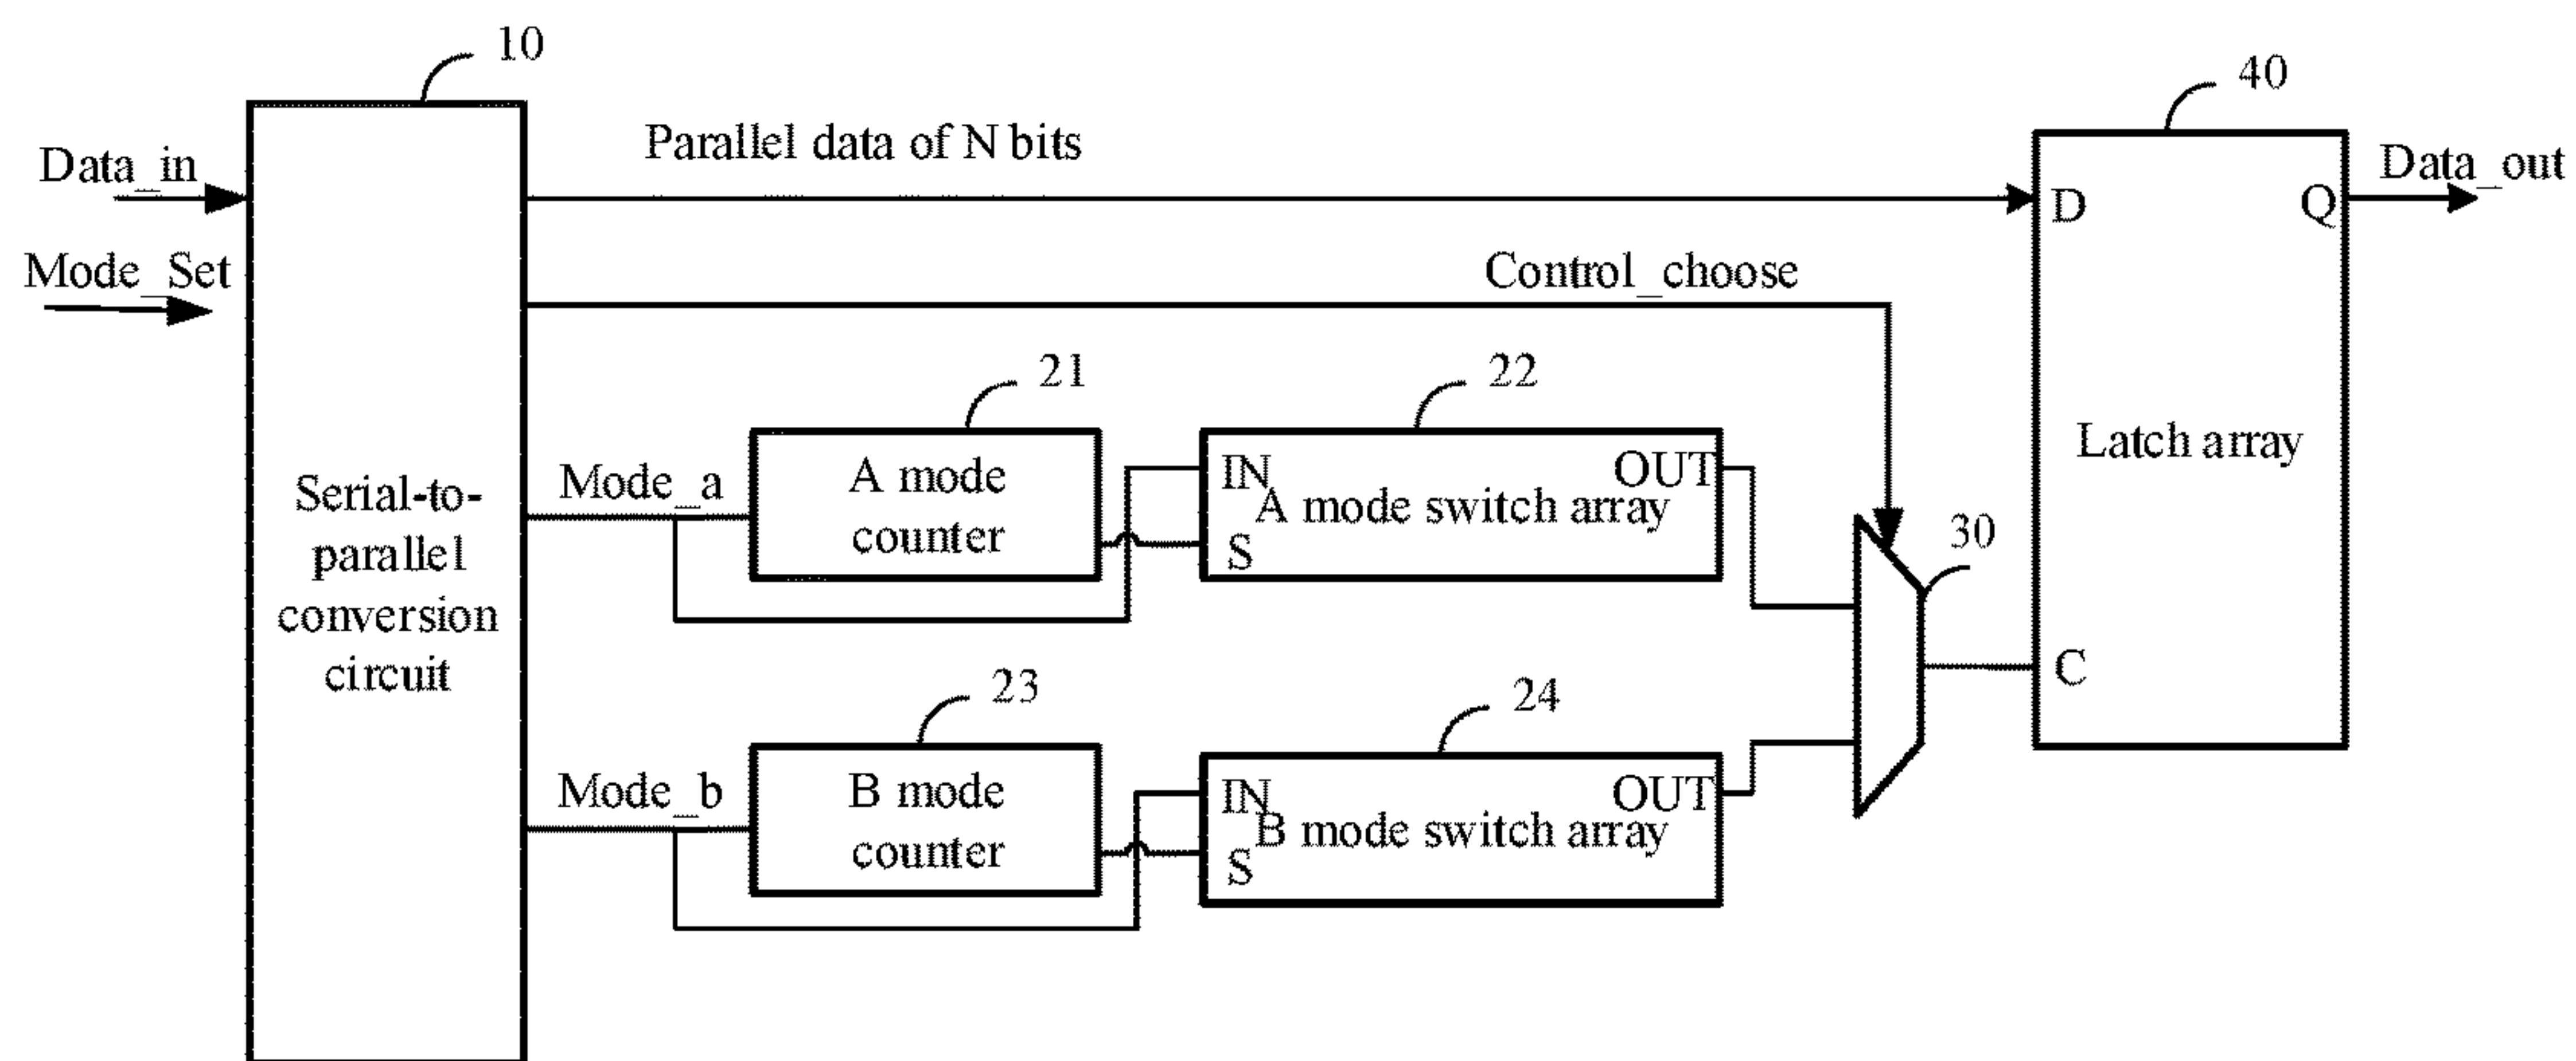 10
40
Data_in
Parallel data of N bits
Data_out
D
Q
Mode_Set
Control_choose
21
22
Mode_a
A mode
counter
IN
OUT
A mode switch array
S
Latch array
Serial-to-
parallel
conversion
circuit
30
C
23
24
Mode_b
B mode
counter
IN
OUT
B mode switch array
S